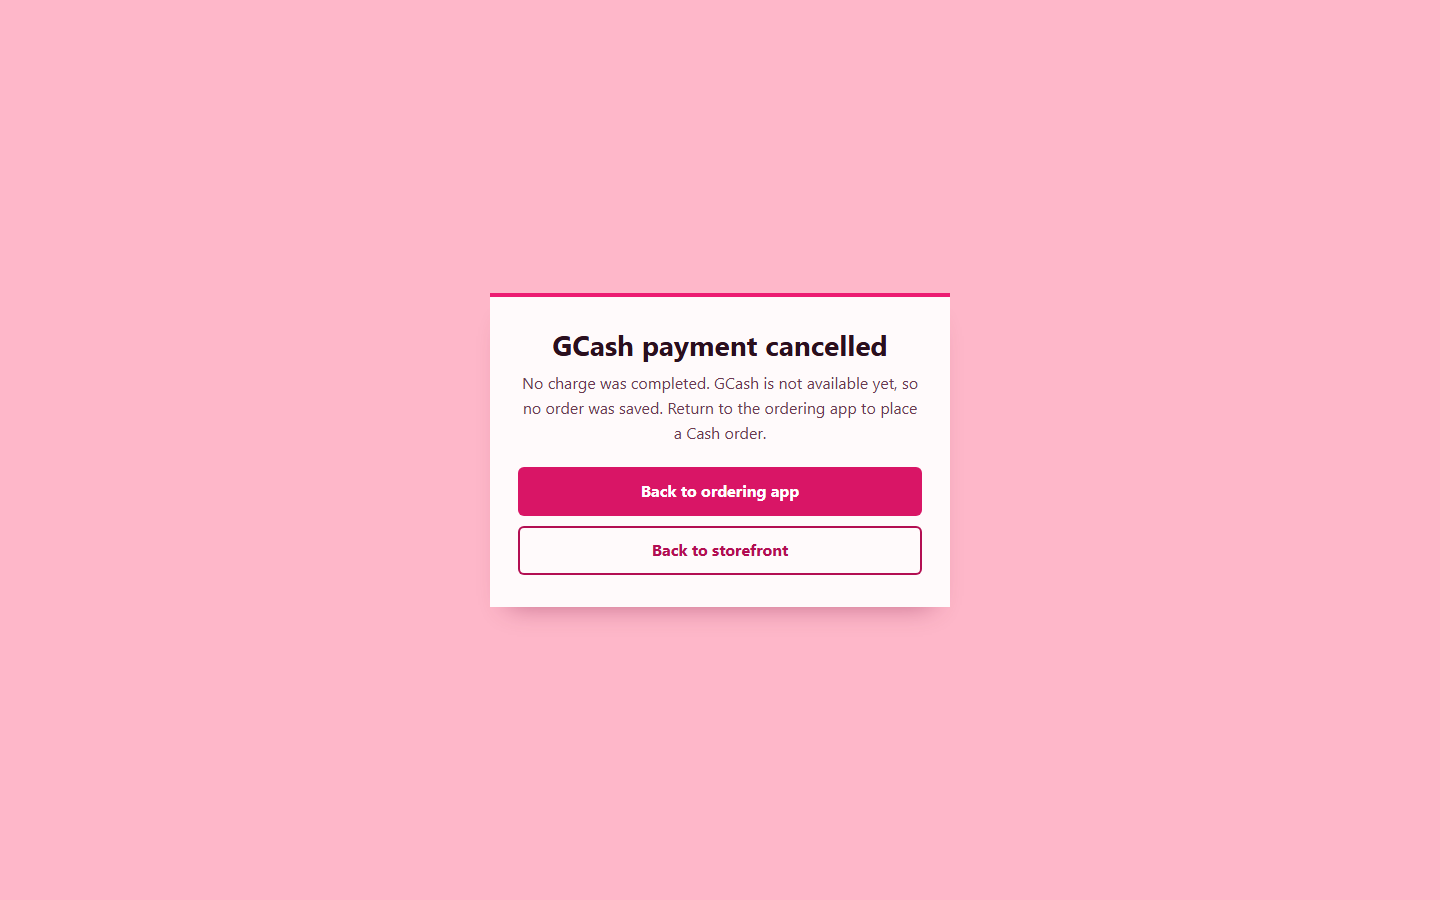 GCash payment cancelled
No charge was completed. GCash is not available yet, so
no order was saved. Return to the ordering app to place
a Cash order.
Back to ordering app
Back to storefront